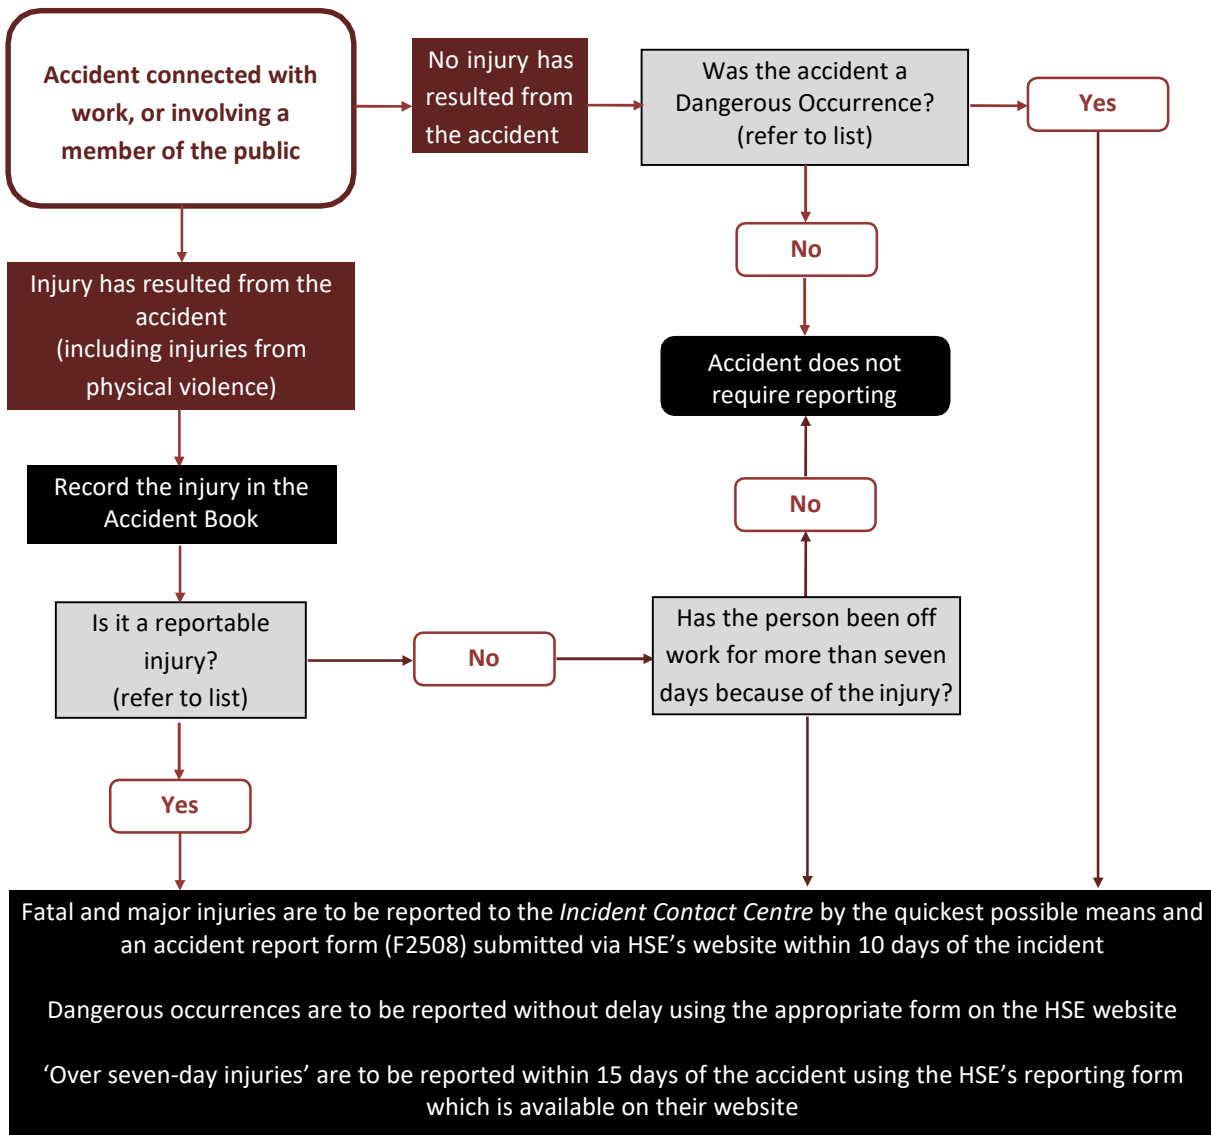 Accident connected with
work, or involving a
member of the public
No injury has
resulted from
the accident
Was the accident a
Dangerous Occurrence?
(refer to list)
Yes
No
Injury has resulted from the
accident
(including injuries from
physical violence)
Accident does not
require reporting
Record the injury in the
Accident Book
No
Is it a reportable
injury?
(refer to list)
No
Has the person been off
work for more than seven
days because of the injury?
Yes
Fatal and major injuries are to be reported to the Incident Contact Centre by the quickest possible means and
an accident report form (F2508) submitted via HSE’s website within 10 days of the incident
Dangerous occurrences are to be reported without delay using the appropriate form on the HSE website
‘Over seven-day injuries’ are to be reported within 15 days of the accident using the HSE’s reporting form
which is available on their website